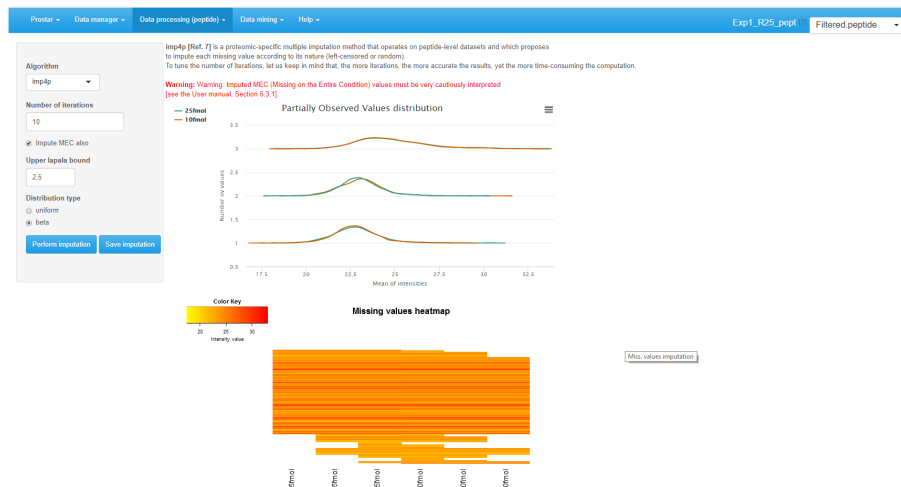 Prostar Data manager Data processing (peptide) Data mining Help Exp1_R25_pept [?] Filtered.peptide
imp4p [Ref. 7] is a proteomic-specific multiple imputation method that operates on peptide-level datasets and which proposes
to impute each missing value according to its nature (left-censored or random).
To tune the number of iterations, let us keep in mind that, the more iterations, the more accurate the results, yet the more time-consuming the computation.
Warning: Warning: Imputed MEC (Missing on the Entire Condition) values must be very cautiously interpreted
[see the User manual, Section 6.3.1]
Algorithm
imp4p
Number of iterations
10
Impute MEC also
Upper lapala bound
2,5
Distribution type
uniform
beta
Perform imputation Save imputation
25fmol
10fmol
Partially Observed Values distribution
Number ov values
3.5
3
2.5
2
1.5
1
0.5
17.5 20 22.5 25 27.5 30 32.5
Mean of intensities
Color Key
Intensity value
Missing values heatmap
Miss. values imputation
5fmol 5fmol 5fmol 0fmol 0fmol 0fmol